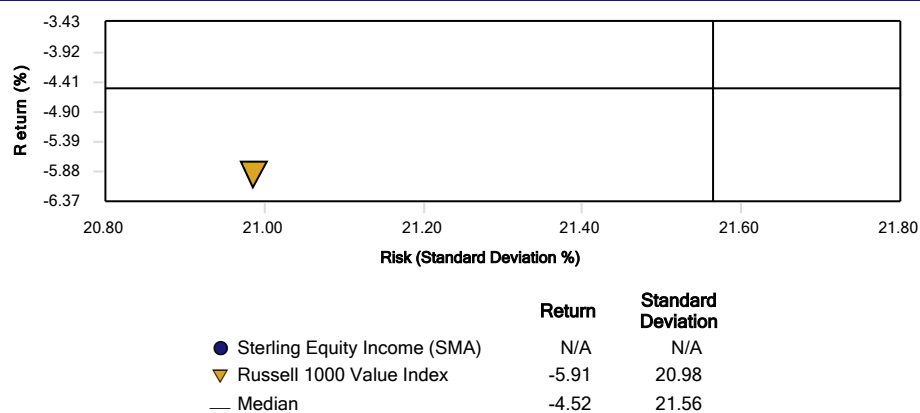 -3.43
-3.92
-4.41
-4.90
-5.39
-5.88
-6.37
Return (%)
20.80 21.00 21.20 21.40 21.60 21.80
Risk (Standard Deviation %)
Return Standard Deviation
Sterling Equity Income (SMA) N/A N/A
Russell 1000 Value Index -5.91 20.98
Median -4.52 21.56